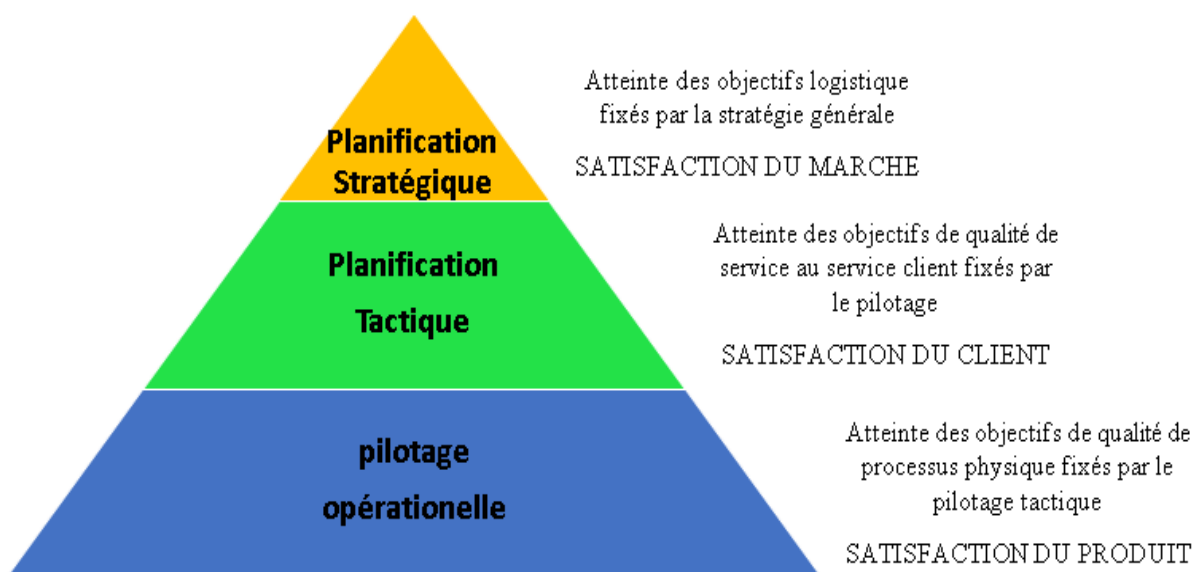 Planification
Stratégique
Atteinte des objectifs logistique
fixés par la stratégie générale
SATISFACTION DU MARCHE
Planification
Tactique
Atteinte des objectifs de qualité de
service au service client fixés par
le pilotage
SATISFACTION DU CLIENT
pilotage
opérationelle
Atteinte des objectifs de qualité de
processus physique fixés par le
pilotage tactique
SATISFACTION DU PRODUIT